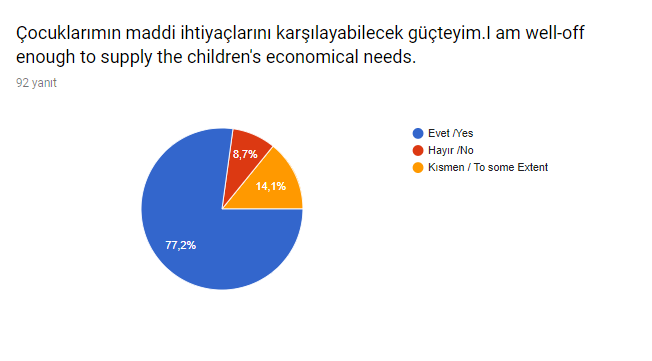 Çocuklarımın maddi ihtiyaçlarını karşılayabilecek güçteyim.I am well-off
enough to supply the children's economical needs.
92 yanıt
Evet /Yes
Hayır /No
Kısmen / To some Extent
8,7%
14,1%
77,2%